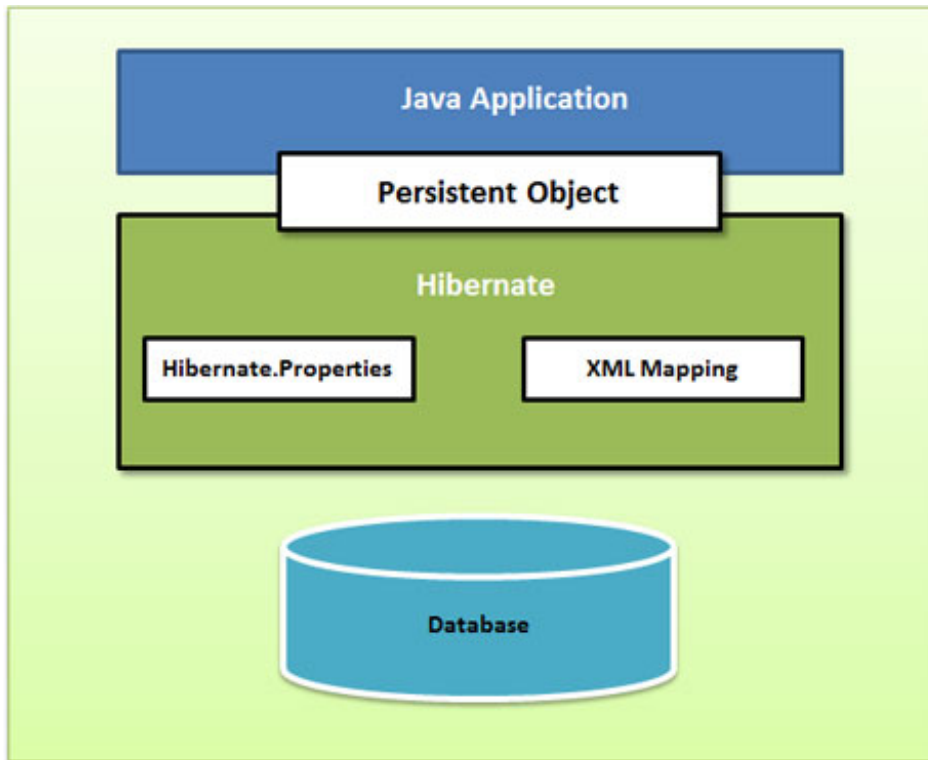 Java Application
Persistent Object
Hibernate
Hibernate.Properties
XML Mapping
Database